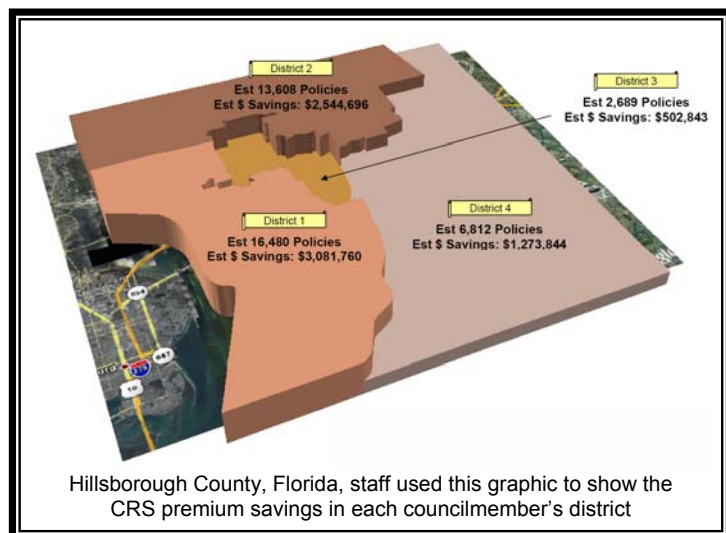 District 2
Est 13,608 Policies
Est $ Savings: $2,544,696
District 3
Est 2,689 Policies
Est $ Savings: $502,843
District 1
Est 16,480 Policies
Est $ Savings: $3,081,760
District 4
Est 6,812 Policies
Est $ Savings: $1,273,844
687
275
Hillsborough County, Florida, staff used this graphic to show the
CRS premium savings in each councilmember's district